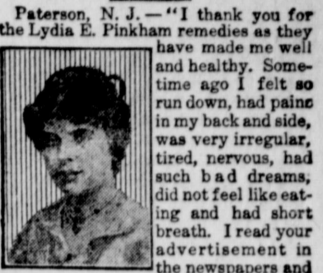 Paterson, N. J.—"I thank you for
the Lydia E. Pinkham remedies as they
have made me well
and healthy. Some-
time ago I felt so
run down, had pains
in my back and side,
was very irregular,
tired, nervous, had
such bad dreams,
did not feel like eat-
ing and had short
breath. I read your
advertisement in
the newspapers and